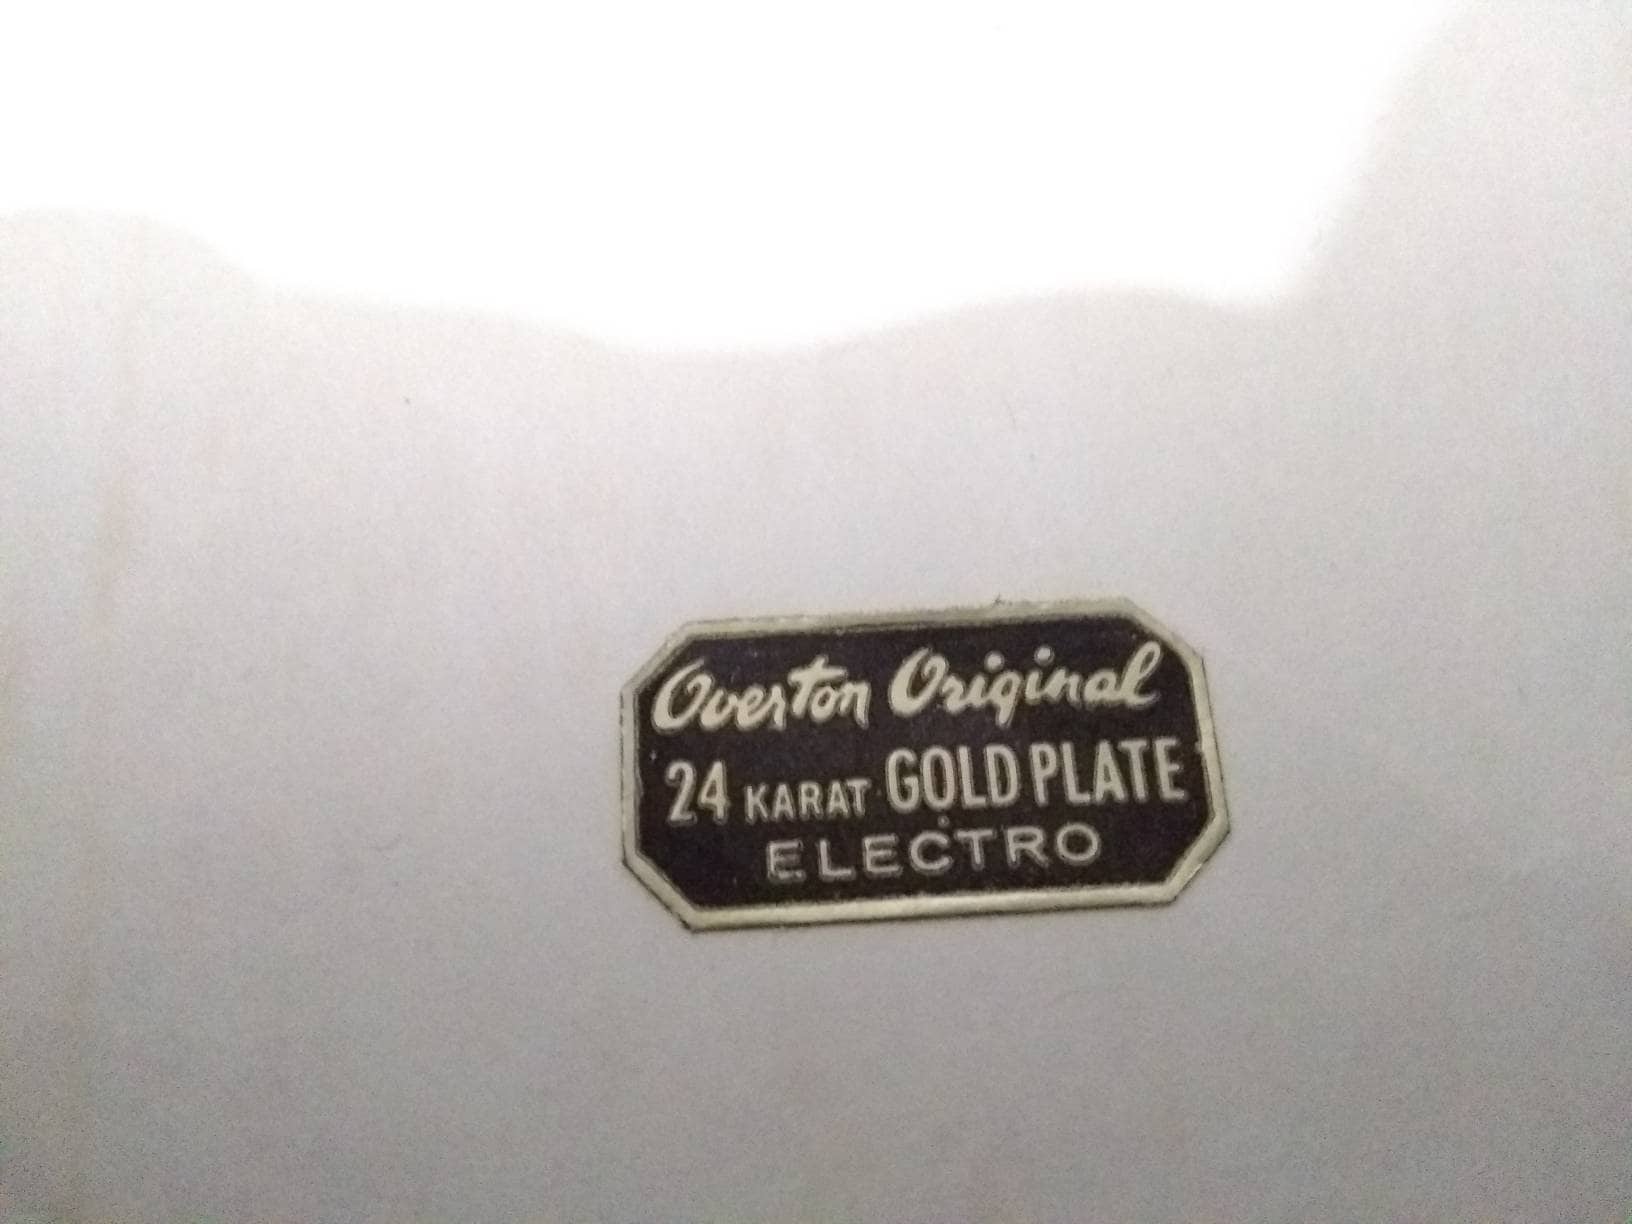 Overton Original
24 KARAT GOLD PLATE
ELECTRO